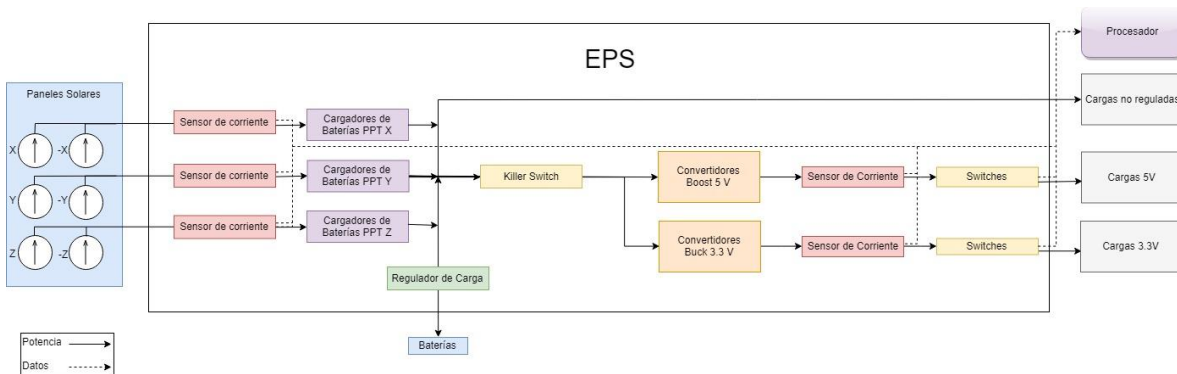 EPS
Procesador
Paneles Solares
Cargas no reguladas
Sensor de corriente
Cargadores de
Baterías PPT X
X
-X
Sensor de corriente
Cargadores de
Baterías PPT Y
Killer Switch
Convertidores
Boost 5 V
Sensor de Corriente
Switches
Cargas 5V
Y
-Y
Sensor de corriente
Cargadores de
Baterías PPT Z
Convertidores
Buck 3.3 V
Sensor de Corriente
Switches
Cargas 3.3V
Z
-Z
Regulador de Carga
Baterías
Potencia
Datos